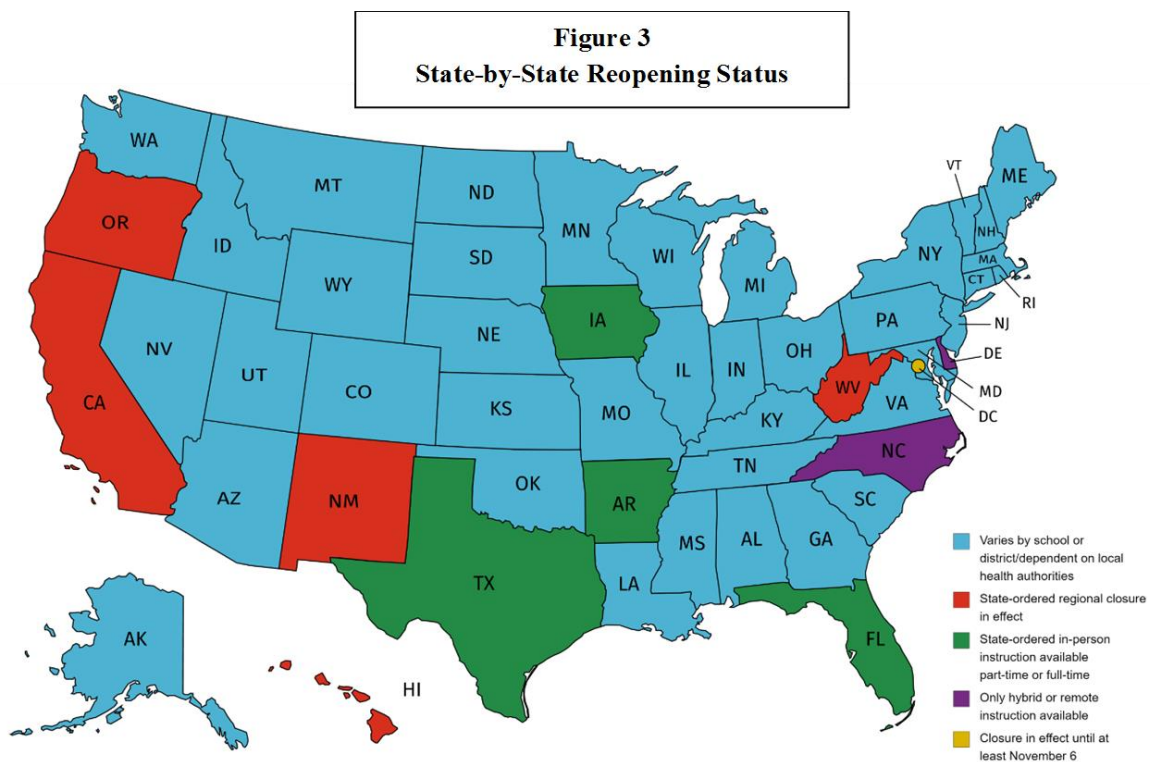 Figure 3
State-by-State Reopening Status
WA
OR
CA
NV
ID
MT
WY
UT
CO
AZ
NM
ND
SD
NE
KS
OK
TX
MN
IA
MO
AR
LA
WI
IL
MS
MI
IN
KY
TN
AL
OH
GA
FL
SC
NC
VA
WV
PA
NY
VT
NH
ME
MA
CT
RI
NJ
DE
MD
DC
AK
HI
Varies by school or
district/dependent on local
health authorities
State-ordered regional closure
in effect
State-ordered in-person
instruction available
part-time or full-time
Only hybrid or remote
instruction available
Closure in effect until at
least November 6